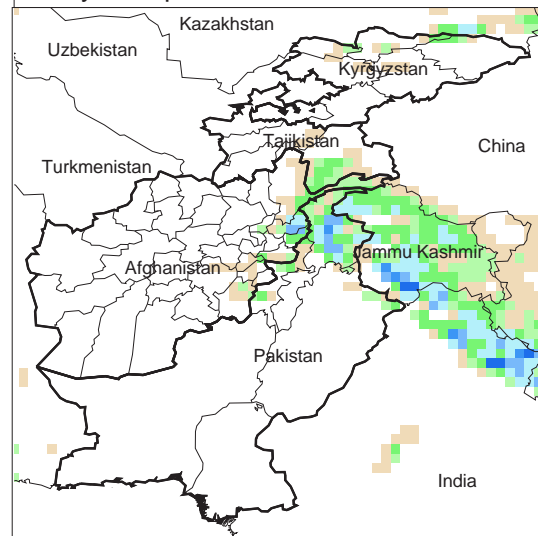 Kazakhstan
Uzbekistan
Kyrgyzstan
Tajikistan
China
Turkmenistan
Jammu Kashmir
Afghanistan
Pakistan
India